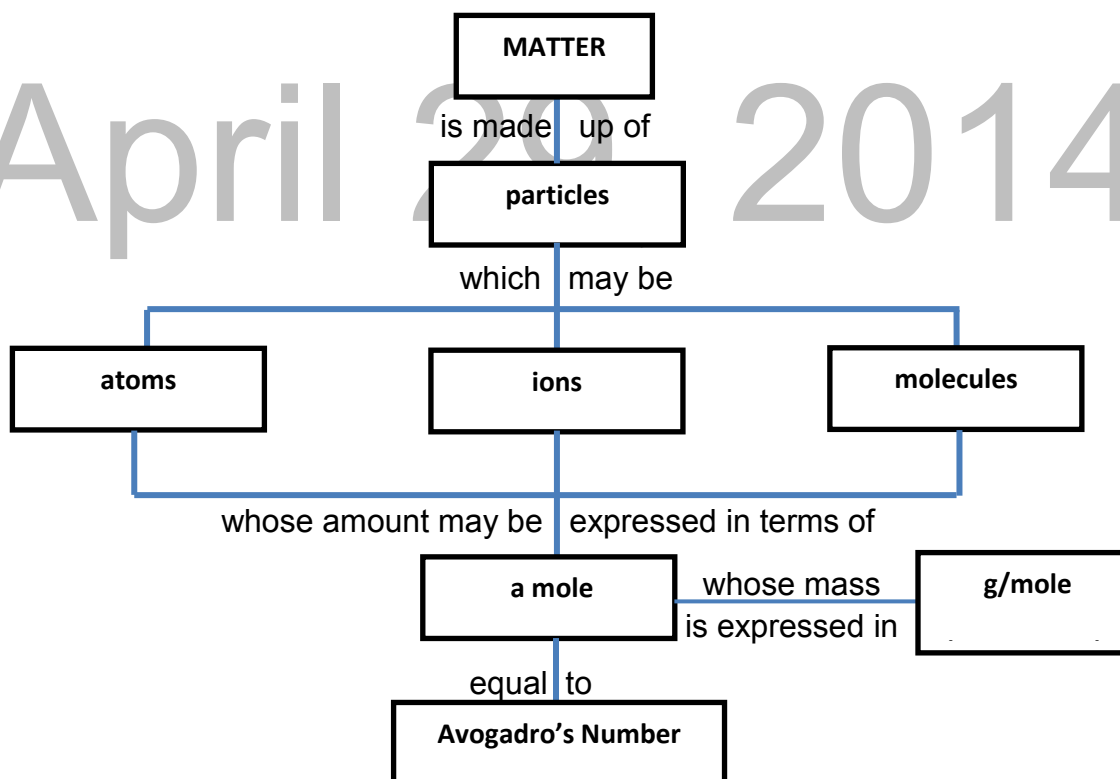 MATTER
April 29, 2014
is made up of
particles
which may be
atoms
ions
molecules
whose amount may be expressed in terms of
a mole
whose mass
is expressed in
g/mole
equal to
Avogadro’s Number